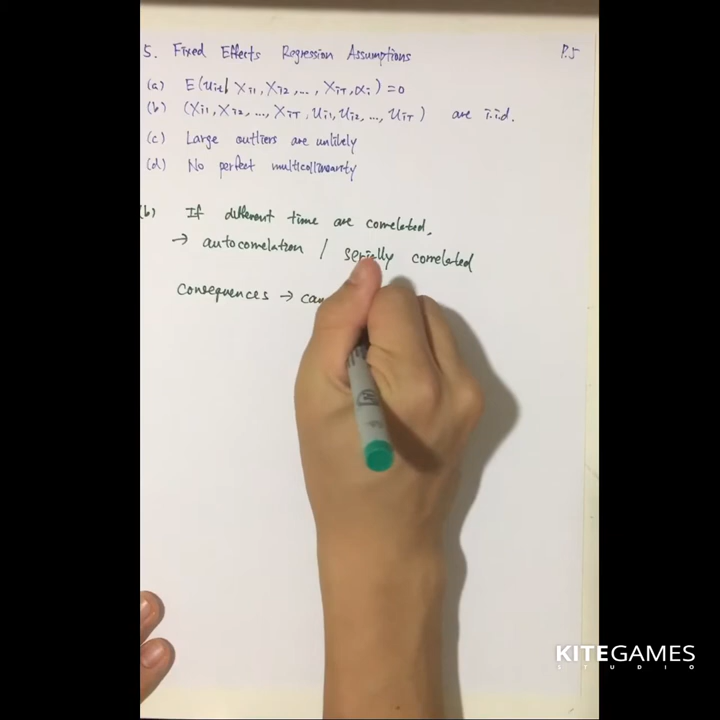 5. Fixed Effects Regression Assumptions P.5
(a) E(uit | Xi1, Xi2, ..., XiT, αi) = 0
(b) (Xi1, Xi2, ..., XiT, ui1, ui2, ..., uiT) are i.i.d.
(c) Large outliers are unlikely
(d) No perfect multicollinearity
(b) If different time are correlated,
→ autocorrelation / serially correlated
Consequences →
KITEGAMES
STUDIO